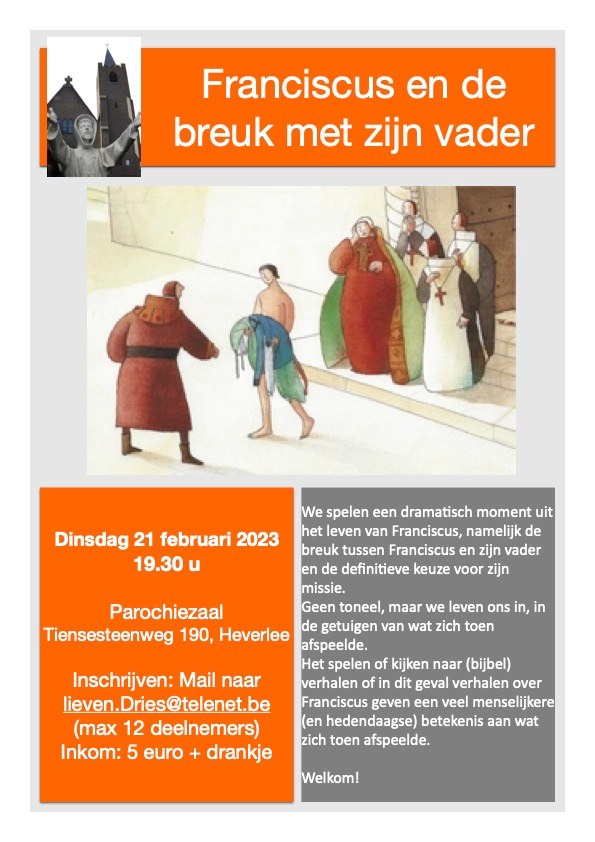 Franciscus en de
breuk met zijn vader
Dinsdag 21 februari 2023
19.30 u
Parochiezaal
Tiensesteenweg 190, Heverlee
Inschrijven: Mail naar
lieven.Dries@telenet.be
(max 12 deelnemers)
Inkom: 5 euro + drankje
We spelen een dramatisch moment uit
het leven van Franciscus, namelijk de
breuk tussen Franciscus en zijn vader
en de definitieve keuze voor zijn
missie.
Geen toneel, maar we leven ons in, in
de getuigen van wat zich toen
afspeelde.
Het spelen of kijken naar (bijbel)
verhalen of in dit geval verhalen over
Franciscus geven een veel menselijkere
(en hedendaagse) betekenis aan wat
zich toen afspeelde.
Welkom!